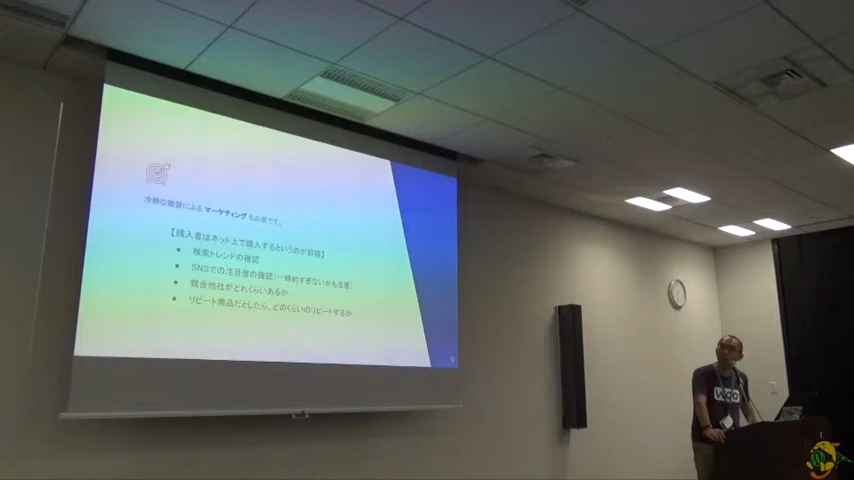 冷静な数値による マーケティング も必要です。
【購入者はネット上で購入するというのが前提】
● 検索トレンドの確認
● SNSでの注目度の確認（一時的すぎないかも注意）
● 競合他社がどれくらいあるか
● リピート商品だとしたら、どのくらいのリピートするか